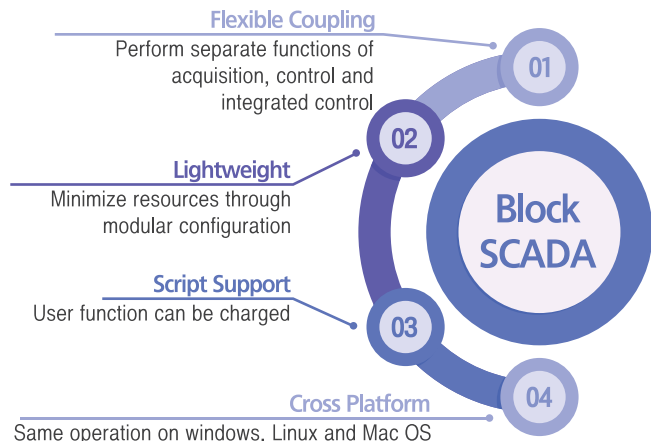 Flexible Coupling
Perform separate functions of
acquisition, control and
integrated control
01
02
Lightweight
Minimize resources through
modular configuration
Block
SCADA
Script Support
User function can be charged
03
Cross Platform
04
Same operation on windows, Linux and Mac OS